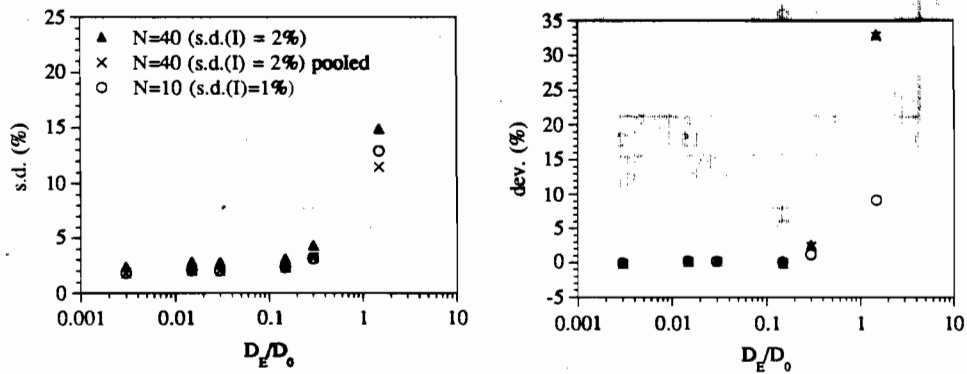 25
20
15
10
5
0
s.d. (%)
▲ N=40 (s.d.(I) = 2%)
× N=40 (s.d.(I) = 2%) pooled
○ N=10 (s.d.(I)=1%)
0.001 0.01 0.1 1 10
D_E/D_0
35
30
25
20
15
10
5
0
-5
dev. (%)
0.001 0.01 0.1 1 10
D_E/D_0